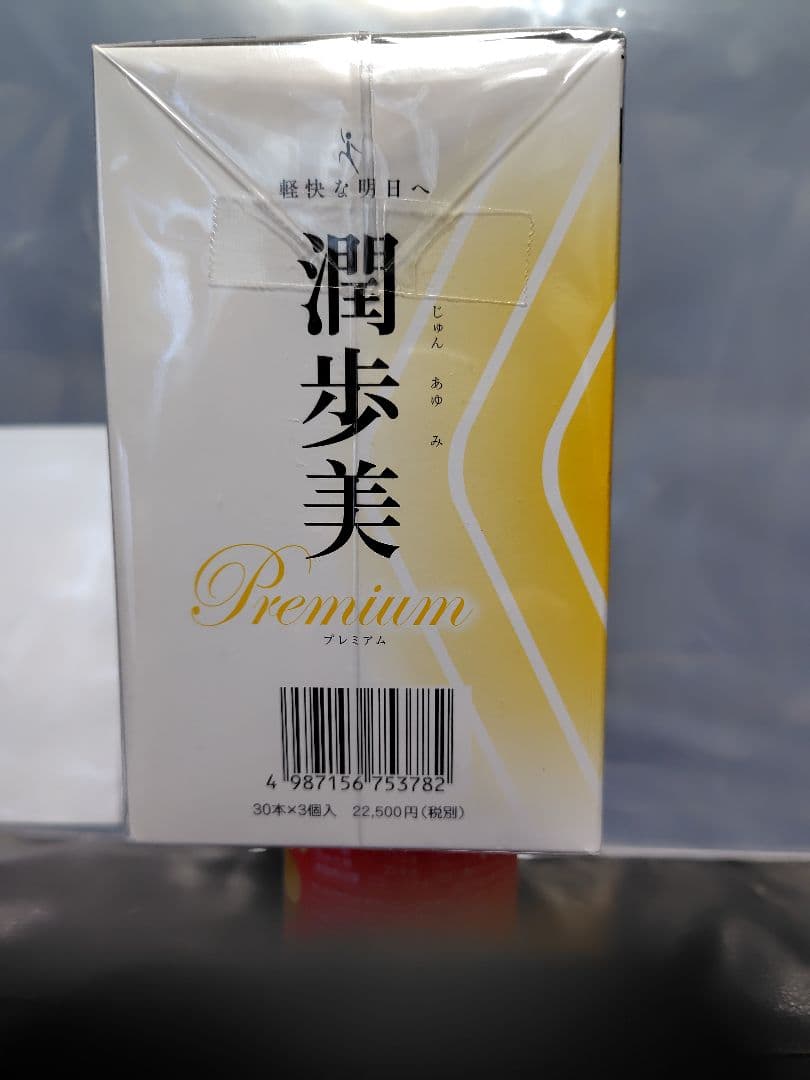 軽快な明日へ
潤歩美
じゅん あゆ み
Premium
プレミアム
4 987156 753782
30本×3個入 22,500円(税別)